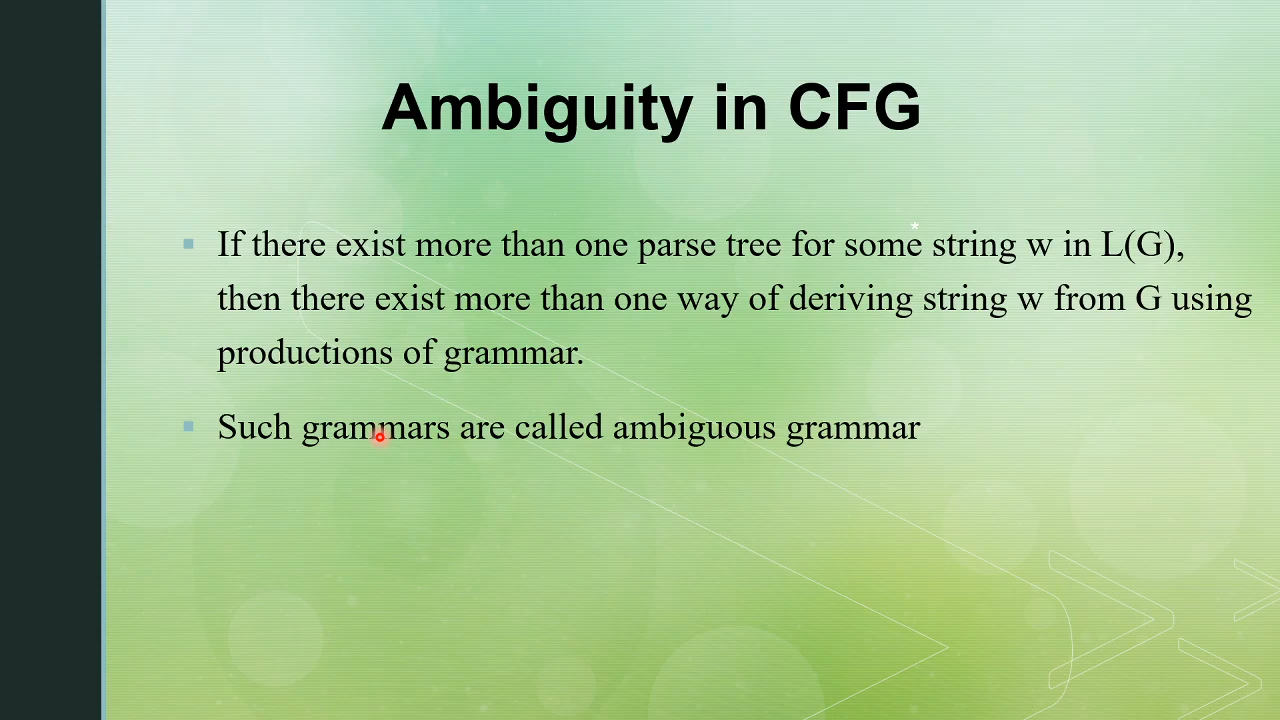 Ambiguity in CFG
*
If there exist more than one parse tree for some string w in L(G),
then there exist more than one way of deriving string w from G using
productions of grammar.
Such grammars are called ambiguous grammar